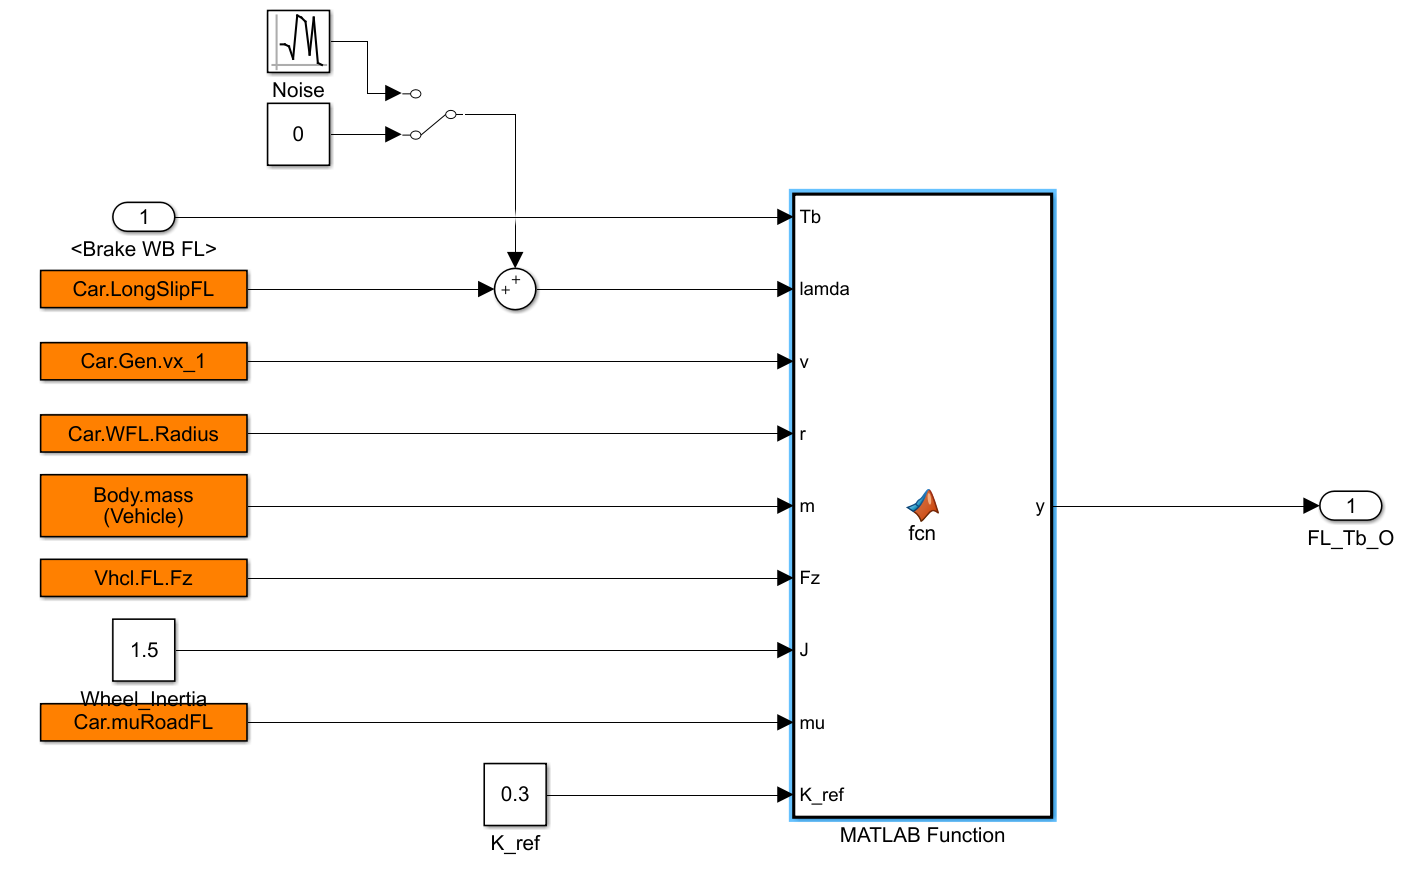 Noise
0
1
<Brake WB FL>
Car.LongSlipFL
Car.Gen.vx_1
Car.WFL.Radius
Body.mass
(Vehicle)
Vhcl.FL.Fz
1.5
Wheel_Inertia
Car.muRoadFL
0.3
K_ref
+
+
Tb
lamda
v
r
m
Fz
J
mu
K_ref
fcn
y
MATLAB Function
1
FL_Tb_O